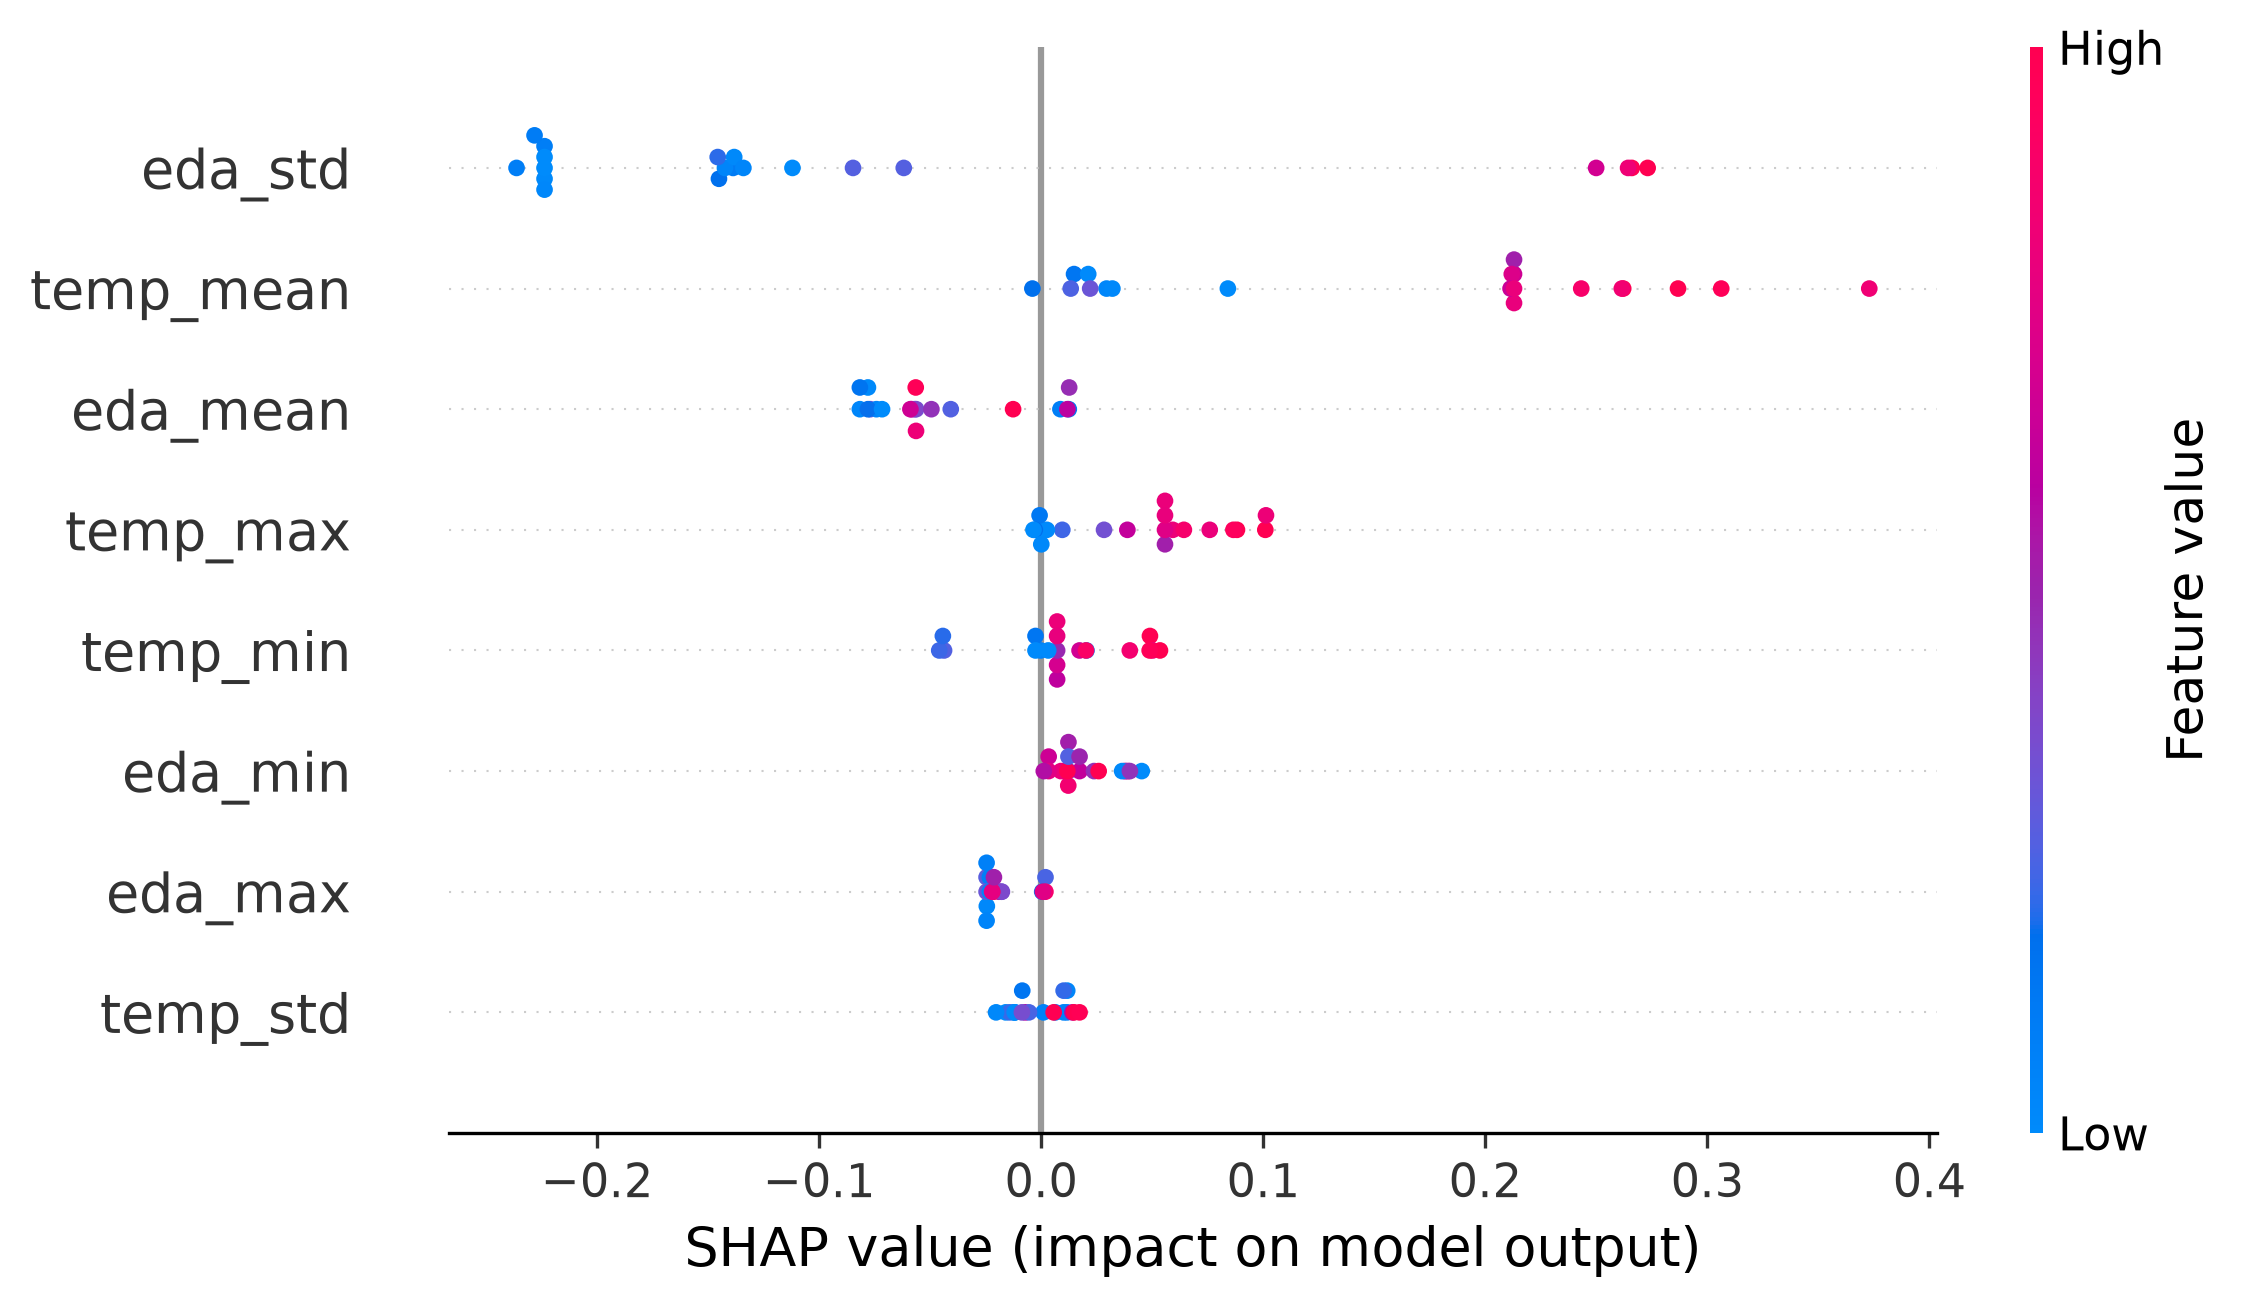 High
eda_std
temp_mean
eda_mean
temp_max
temp_min
eda_min
eda_max
temp_std
Feature value
Low
−0.2 −0.1 0.0 0.1 0.2 0.3 0.4
SHAP value (impact on model output)